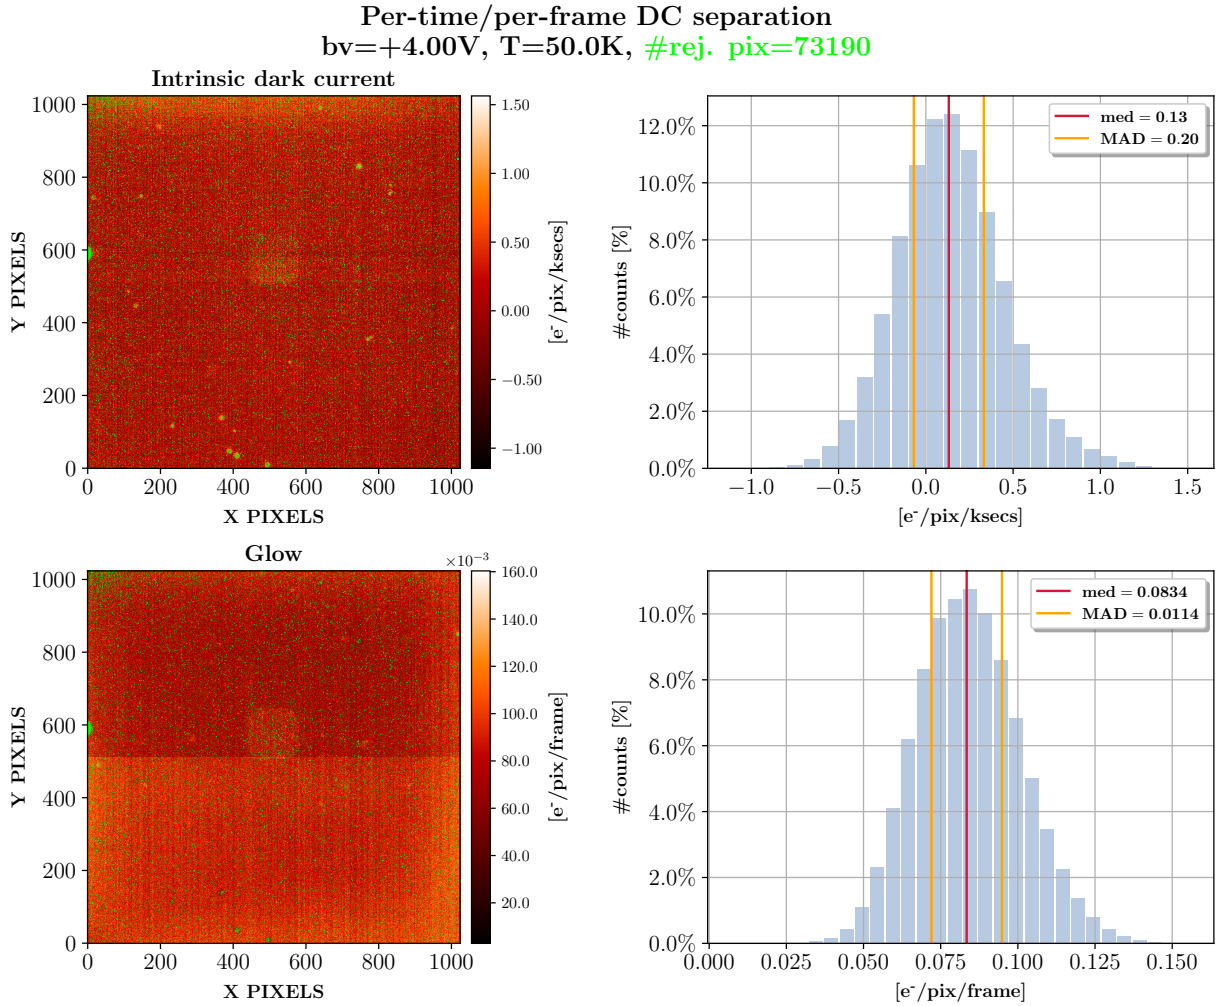 Per-time/per-frame DC separation
bv=+4.00V, T=50.0K, #rej. pix=73190
Intrinsic dark current
Y PIXELS
1000
800
600
400
200
0
0 200 400 600 800 1000
X PIXELS
1.50
1.00
0.50
0.00
−0.50
−1.00
[e⁻/pix/ksecs]
#counts [%]
12.0%
10.0%
8.0%
6.0%
4.0%
2.0%
0.0%
−1.0 −0.5 0.0 0.5 1.0 1.5
[e⁻/pix/ksecs]
med = 0.13
MAD = 0.20
Glow
Y PIXELS
1000
800
600
400
200
0
0 200 400 600 800 1000
X PIXELS
×10⁻³
160.0
140.0
120.0
100.0
80.0
60.0
40.0
20.0
[e⁻/pix/frame]
#counts [%]
10.0%
8.0%
6.0%
4.0%
2.0%
0.0%
0.000 0.025 0.050 0.075 0.100 0.125 0.150
[e⁻/pix/frame]
med = 0.0834
MAD = 0.0114